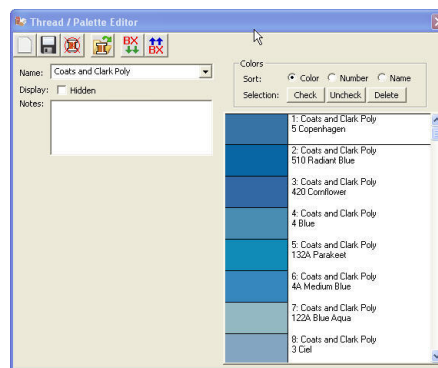 Thread / Palette Editor
BX BX
Name: Coats and Clark Poly
Display: Hidden
Notes:
Colors
Sort: Color Number Name
Selection: Check Uncheck Delete
1: Coats and Clark Poly
5 Copenhagen
2: Coats and Clark Poly
510 Radiant Blue
3: Coats and Clark Poly
420 Cornflower
4: Coats and Clark Poly
4 Blue
5: Coats and Clark Poly
132A Parakeet
6: Coats and Clark Poly
4A Medium Blue
7: Coats and Clark Poly
122A Blue Aqua
8: Coats and Clark Poly
3 Ciel